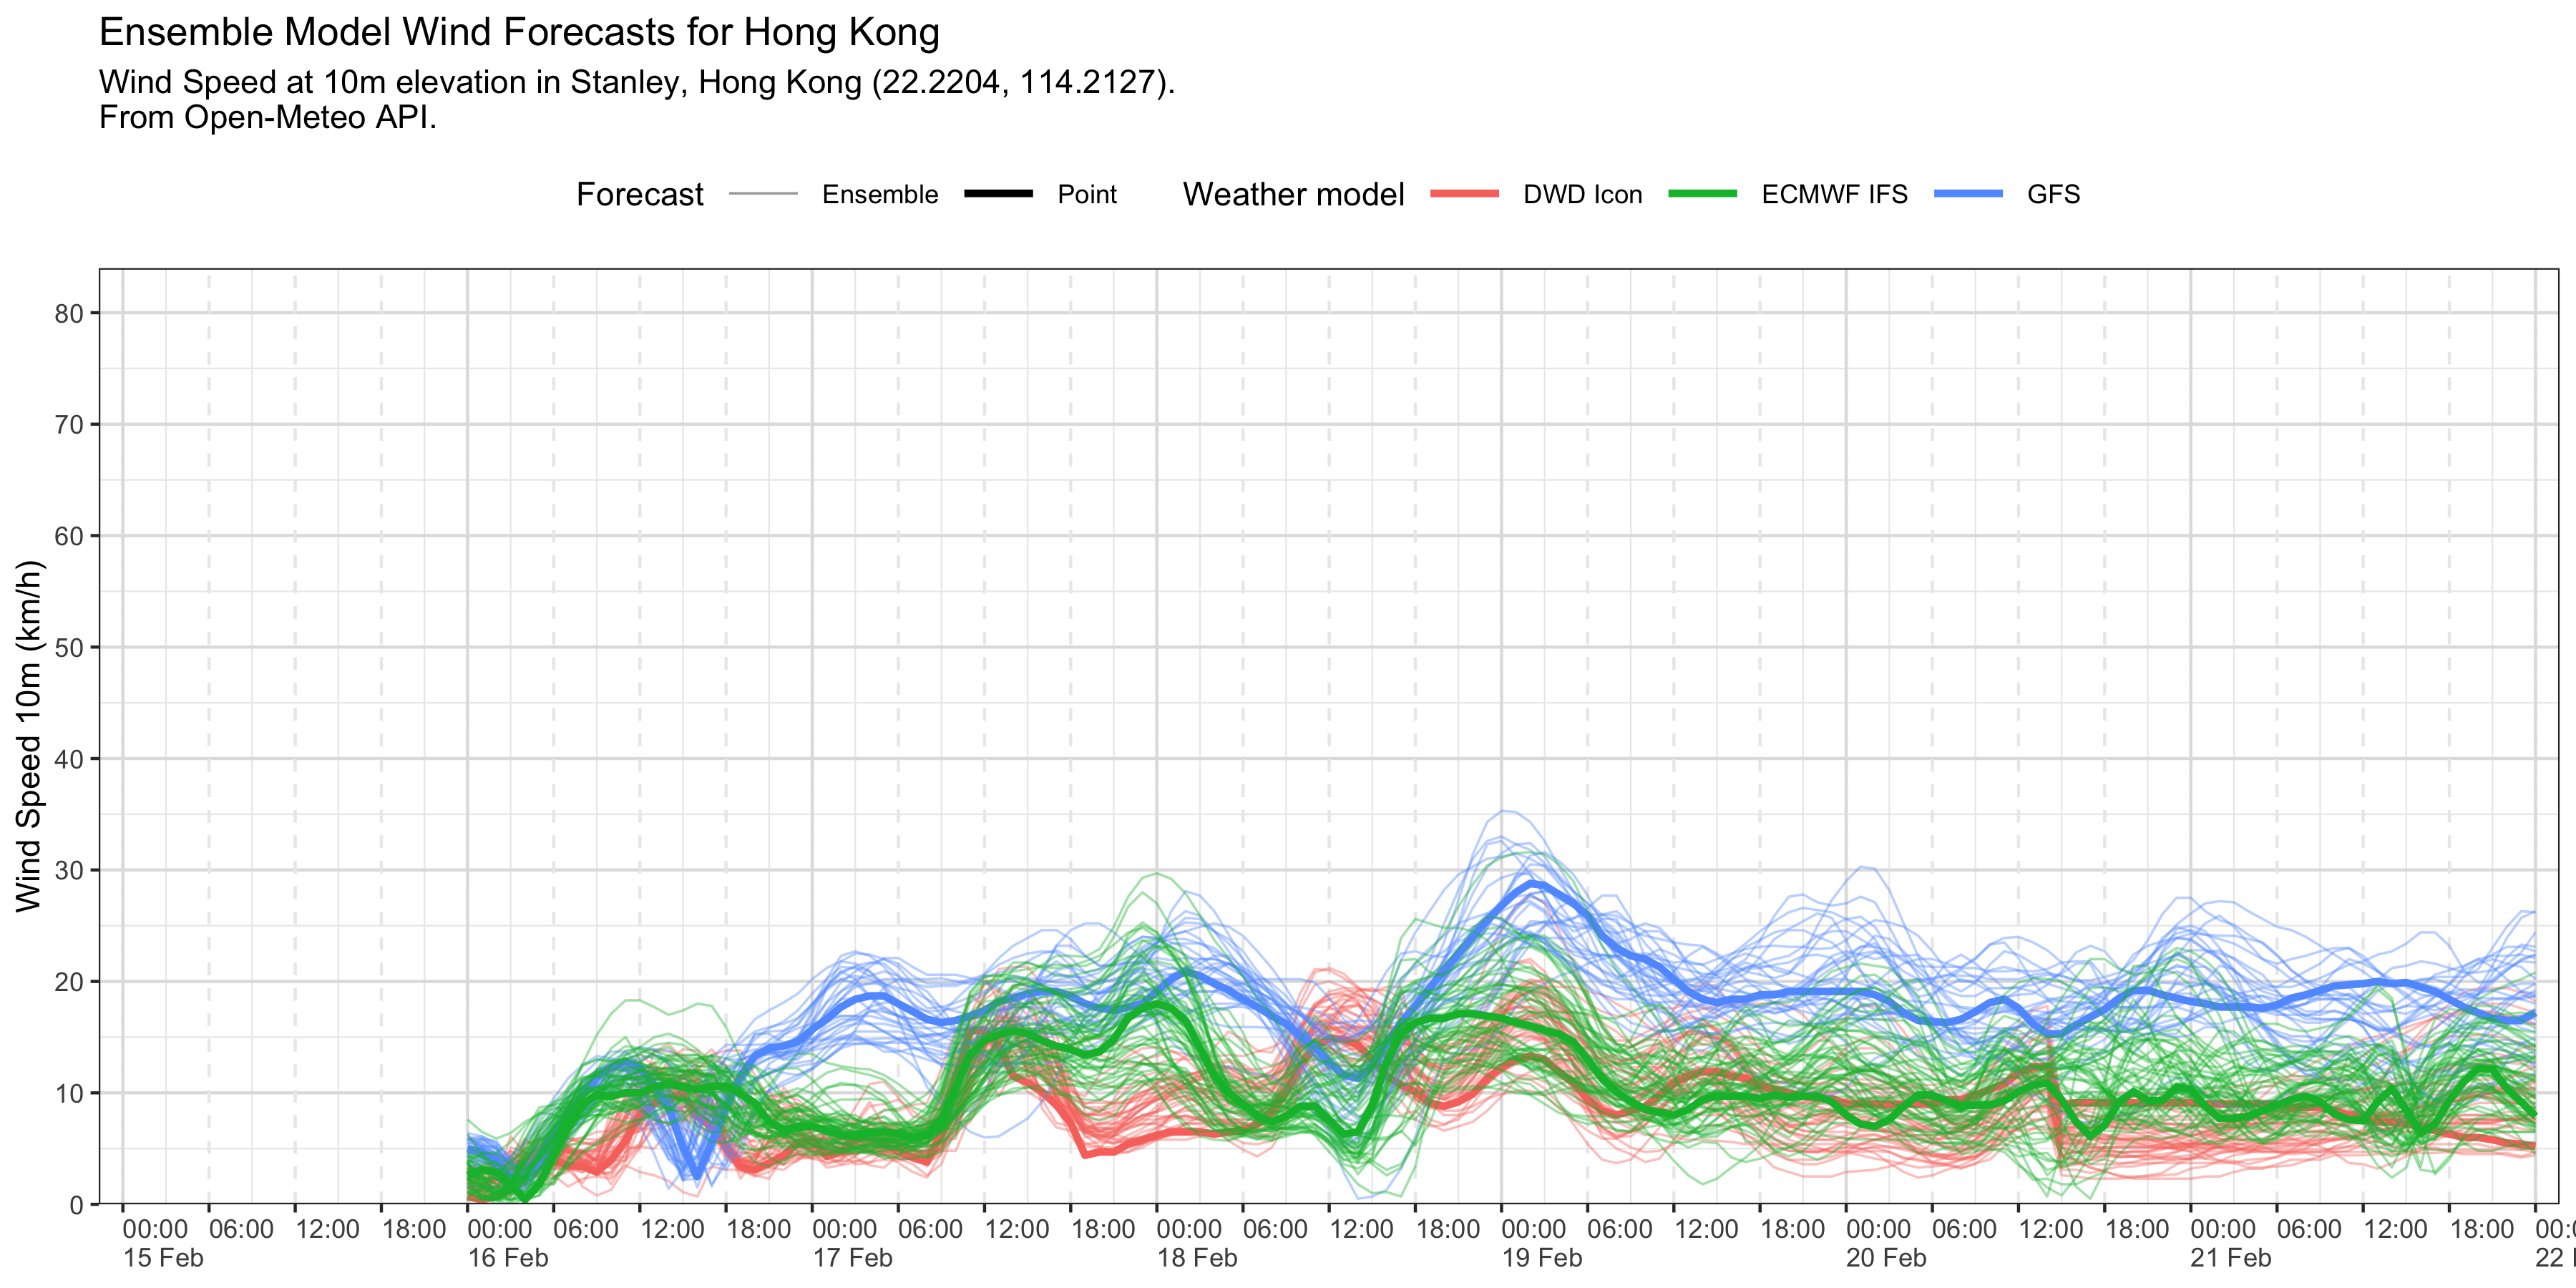 Ensemble Model Wind Forecasts for Hong Kong
Wind Speed at 10m elevation in Stanley, Hong Kong (22.2204, 114.2127).
From Open-Meteo API.
Forecast Ensemble Point Weather model DWD Icon ECMWF IFS GFS
Wind Speed 10m (km/h)
80
70
60
50
40
30
20
10
0
00:00 06:00 12:00 18:00 00:00 06:00 12:00 18:00 00:00 06:00 12:00 18:00 00:00 06:00 12:00 18:00 00:00 06:00 12:00 18:00 00:00 06:00 12:00 18:00 00:00 06:00 12:00 18:00
15 Feb 16 Feb 17 Feb 18 Feb 19 Feb 20 Feb 21 Feb 22